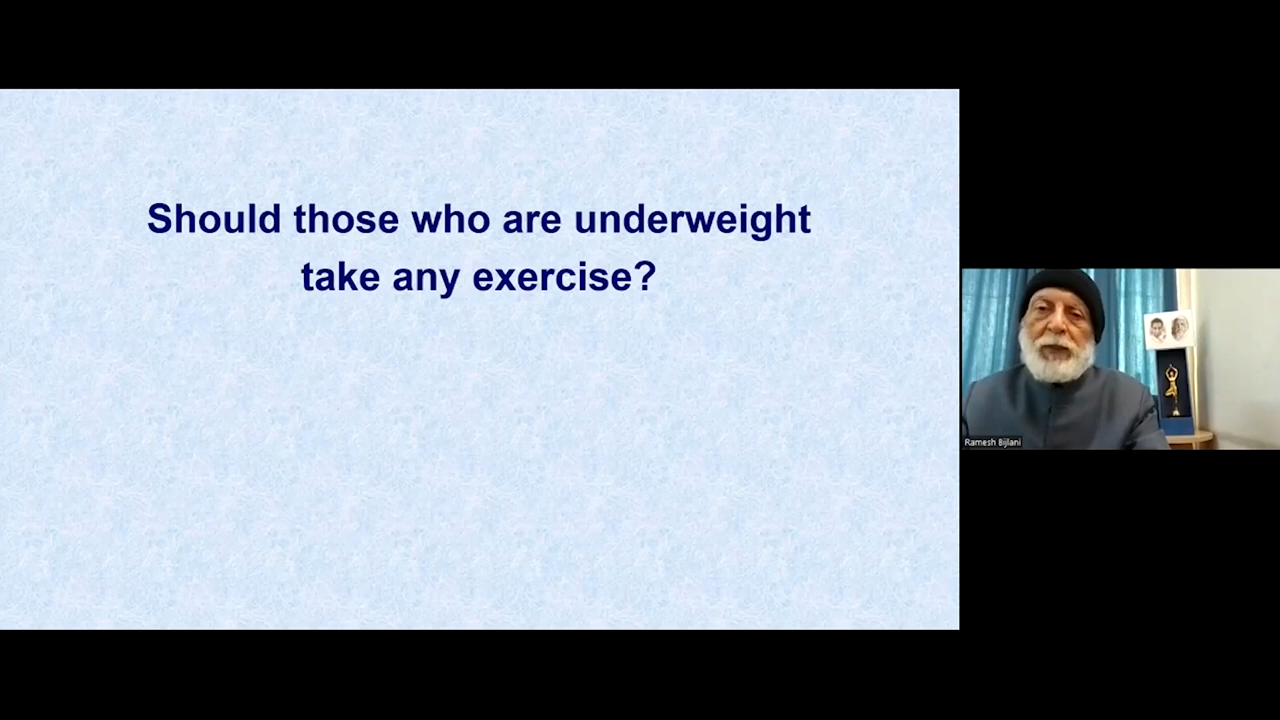 Should those who are underweight
take any exercise?
Ramesh Bijlani